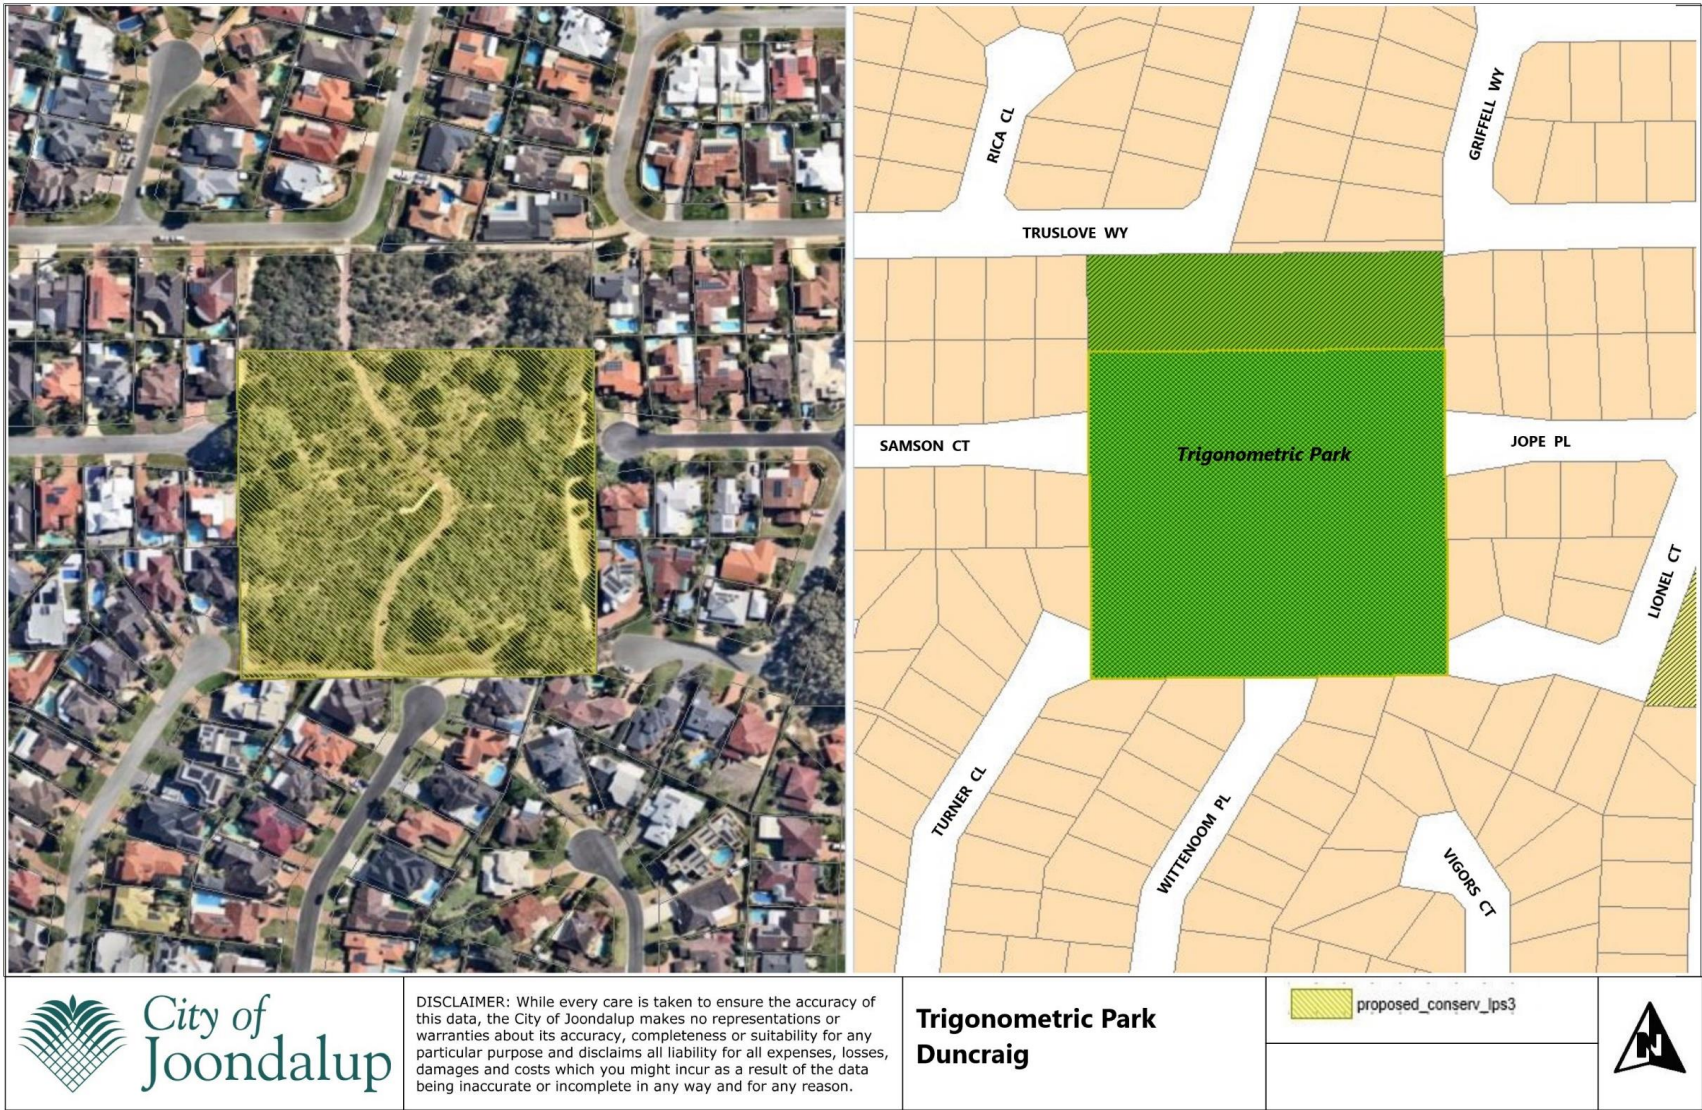 RICA CL
GRIFFELL WY
TRUSLOVE WY
SAMSON CT
Trigonometric Park
JOPE PL
LIONEL CT
TURNER CL
WITTENOOM PL
VIGORS CT
City of
Joondalup
DISCLAIMER: While every care is taken to ensure the accuracy of
this data, the City of Joondalup makes no representations or
warranties about its accuracy, completeness or suitability for any
particular purpose and disclaims all liability for all expenses, losses,
damages and costs which you might incur as a result of the data
being inaccurate or incomplete in any way and for any reason.
Trigonometric Park
Duncraig
proposed_conserv_lps3
N